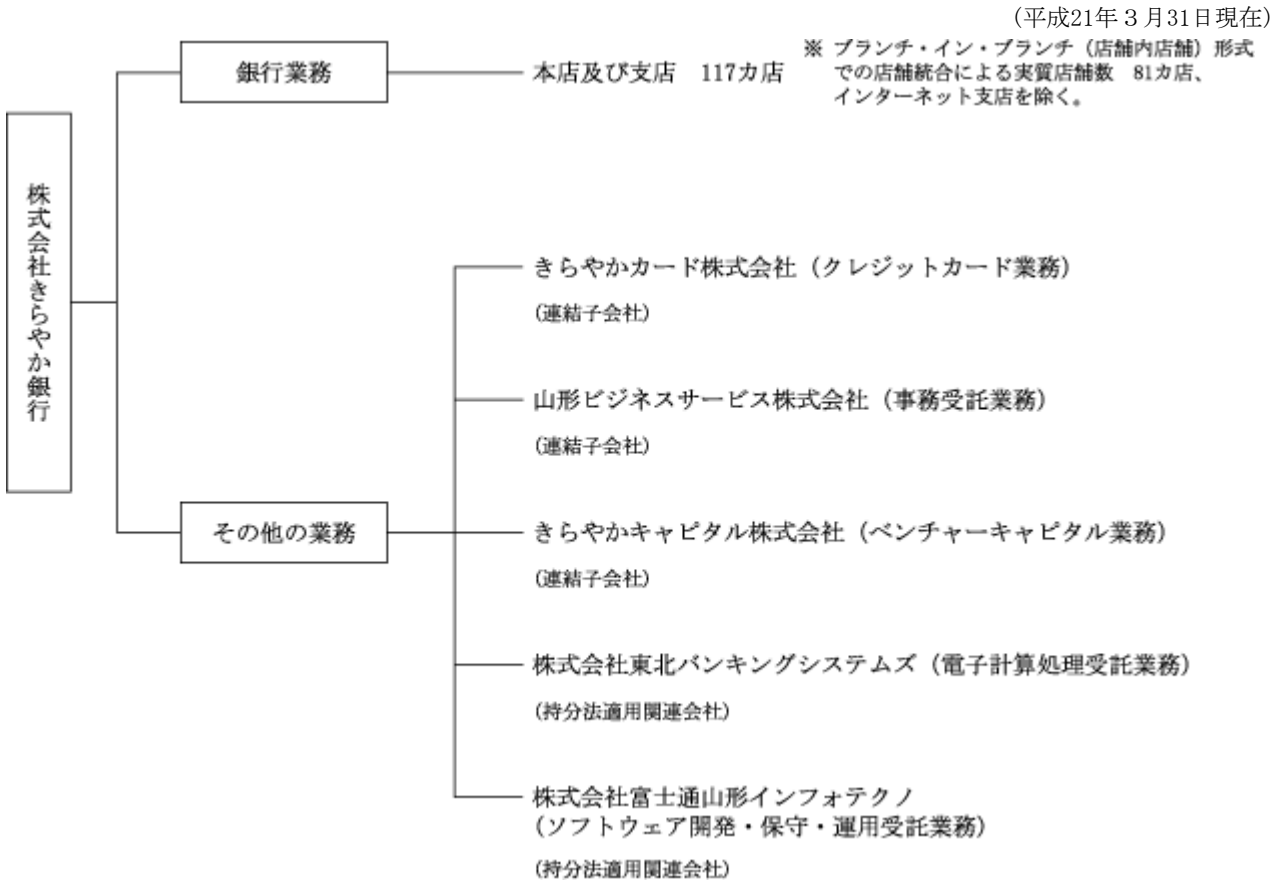 (平成21年3月31日現在)
株式会社きらやか銀行
銀行業務
本店及び支店 117カ店
※ ブランチ・イン・ブランチ(店舗内店舗)形式
での店舗統合による実質店舗数 81カ店、
インターネット支店を除く。
その他の業務
きらやかカード株式会社(クレジットカード業務)
(連結子会社)
山形ビジネスサービス株式会社(事務受託業務)
(連結子会社)
きらやかキャピタル株式会社(ベンチャーキャピタル業務)
(連結子会社)
株式会社東北バンキングシステムズ(電子計算処理受託業務)
(持分法適用関連会社)
株式会社富士通山形インフォテクノ
(ソフトウェア開発・保守・運用受託業務)
(持分法適用関連会社)